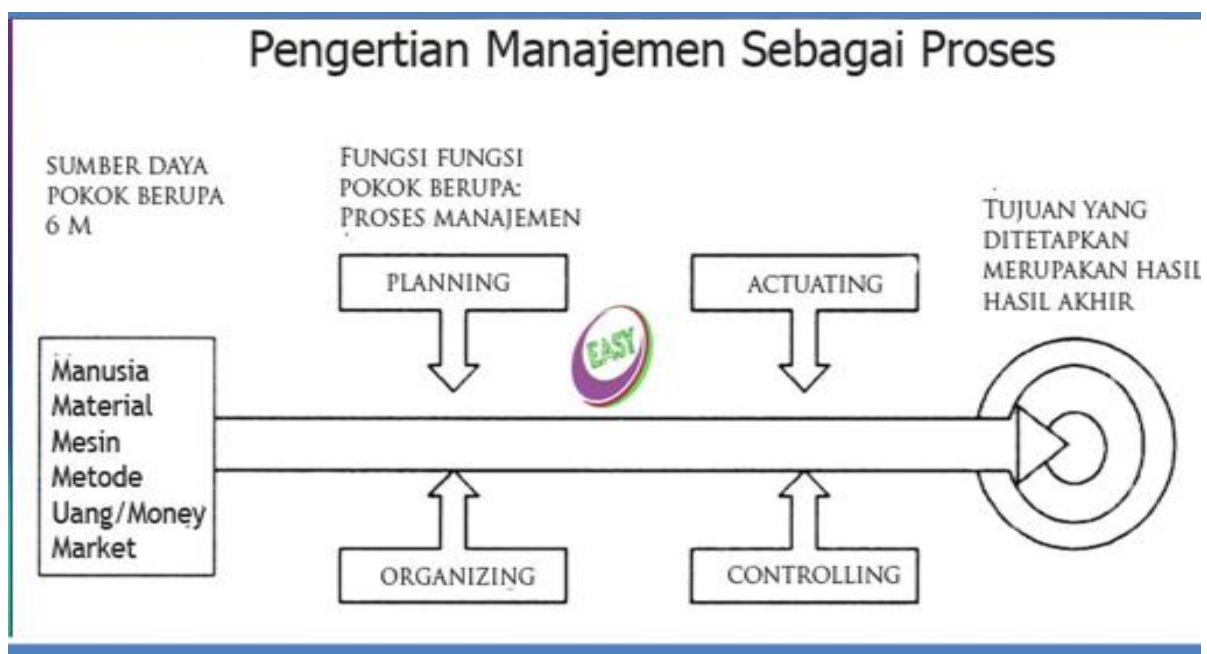 Pengertian Manajemen Sebagai Proses
SUMBER DAYA
POKOK BERUPA
6 M
FUNGSI FUNGSI
POKOK BERUPA:
PROSES MANAJEMEN
TUJUAN YANG
DITETAPKAN
MERUPAKAN HASIL
HASIL AKHIR
PLANNING
ACTUATING
EASY
Manusia
Material
Mesin
Metode
Uang/Money
Market
ORGANIZING
CONTROLLING